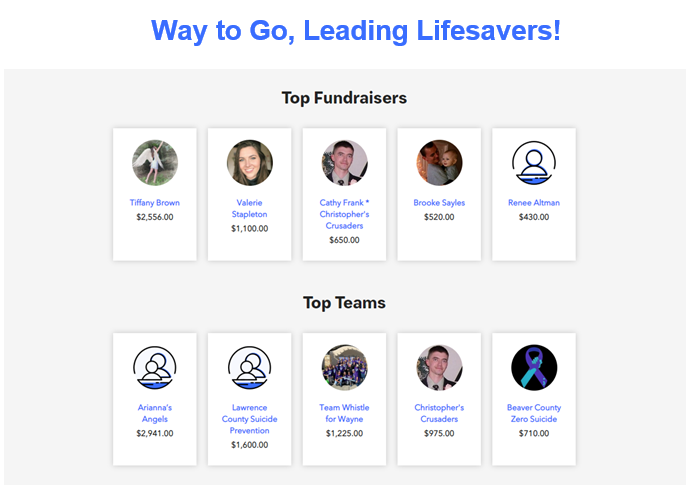 Way to Go, Leading Lifesavers!
Top Fundraisers
Tiffany Brown
$2,556.00
Valerie
Stapleton
$1,100.00
Cathy Frank *
Christopher's
Crusaders
$650.00
Brooke Sayles
$520.00
Renee Altman
$430.00
Top Teams
Arianna's
Angels
$2,941.00
Lawrence
County Suicide
Prevention
$1,600.00
Team Whistle
for Wayne
$1,225.00
Christopher's
Crusaders
$975.00
Beaver County
Zero Suicide
$710.00